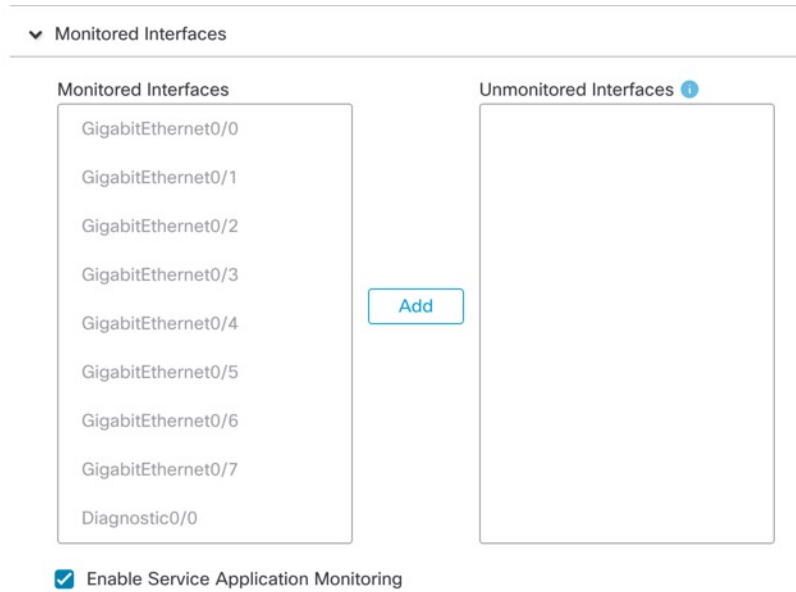 Monitored Interfaces
Monitored Interfaces
Unmonitored Interfaces i
GigabitEthernet0/0
GigabitEthernet0/1
GigabitEthernet0/2
GigabitEthernet0/3
GigabitEthernet0/4
GigabitEthernet0/5
GigabitEthernet0/6
GigabitEthernet0/7
Diagnostic0/0
Add
Enable Service Application Monitoring